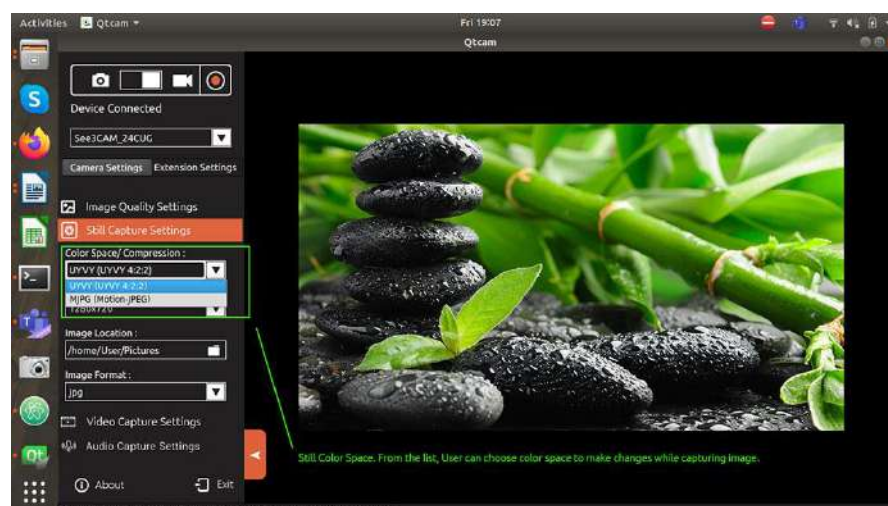 Activities Qtcam
Fri 19:07
Qtcam
Device Connected
See3CAM_24CUG
Camera Settings Extension Settings
Image Quality Settings
Still Capture Settings
Color Space/ Compression :
UYVY (UYVY 4:2:2)
UYVY (UYVY 4:2:2)
MJPG (Motion-JPEG)
1280x720
Image Location :
/home/User/Pictures
Image Format :
jpg
Video Capture Settings
Audio Capture Settings
Still Color Space. From the list, User can choose color space to make changes while capturing image.
About Exit